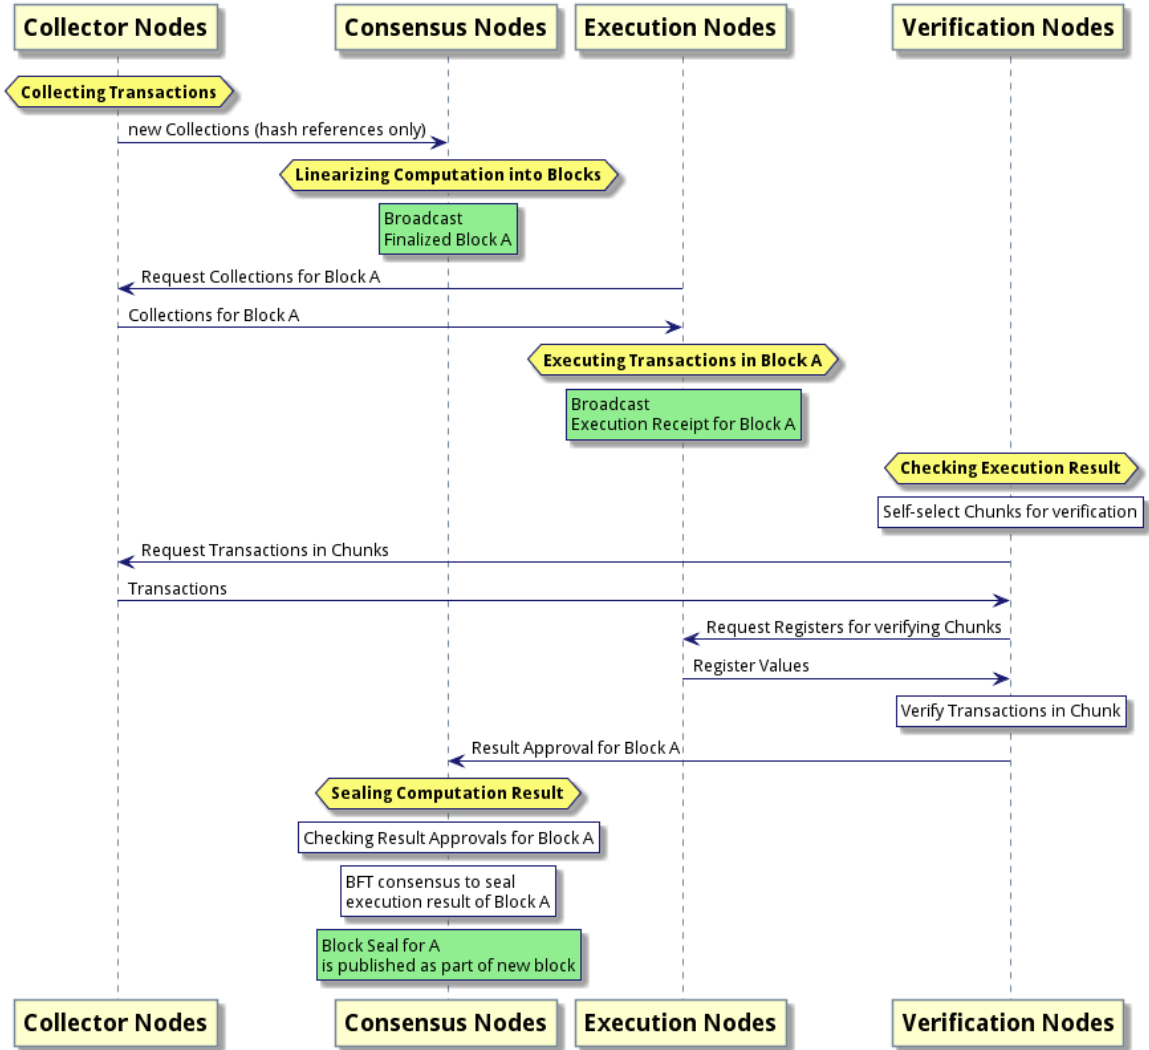 Collector Nodes
Consensus Nodes
Execution Nodes
Verification Nodes
Collecting Transactions
new Collections (hash references only)
Linearizing Computation into Blocks
Broadcast
Finalized Block A
Request Collections for Block A
Collections for Block A
Executing Transactions in Block A
Broadcast
Execution Receipt for Block A
Checking Execution Result
Self-select Chunks for verification
Request Transactions in Chunks
Transactions
Request Registers for verifying Chunks
Register Values
Verify Transactions in Chunk
Result Approval for Block A
Sealing Computation Result
Checking Result Approvals for Block A
BFT consensus to seal
execution result of Block A
Block Seal for A
is published as part of new block
Collector Nodes
Consensus Nodes
Execution Nodes
Verification Nodes